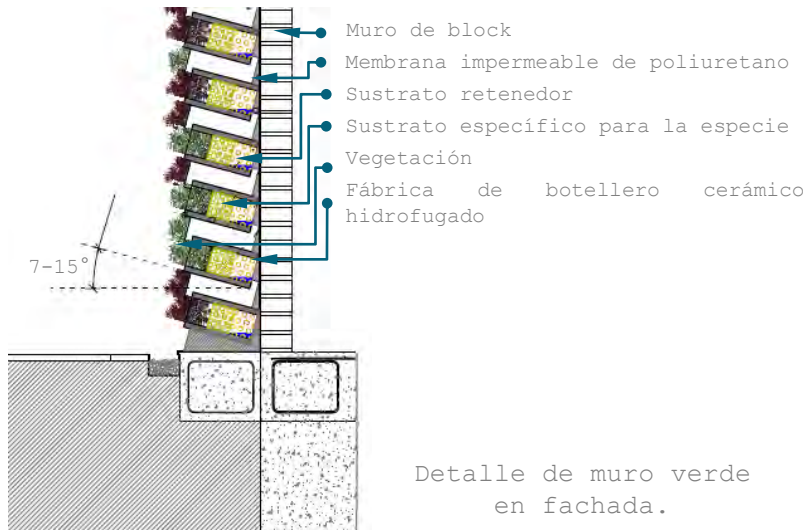 Muro de block
Membrana impermeable de poliuretano
Sustrato retenedor
Sustrato específico para la especie
Vegetación
Fábrica de botellero cerámico
hidrofugado
7-15°
Detalle de muro verde
en fachada.